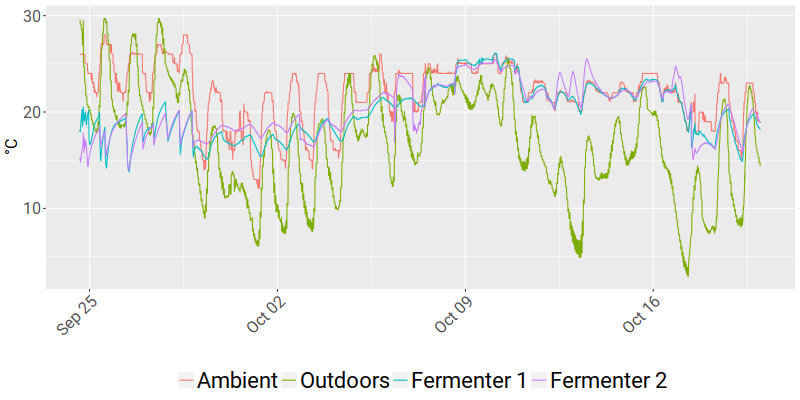 30
20
10
°C
Sep 25
Oct 02
Oct 09
Oct 16
Ambient Outdoors Fermenter 1 Fermenter 2